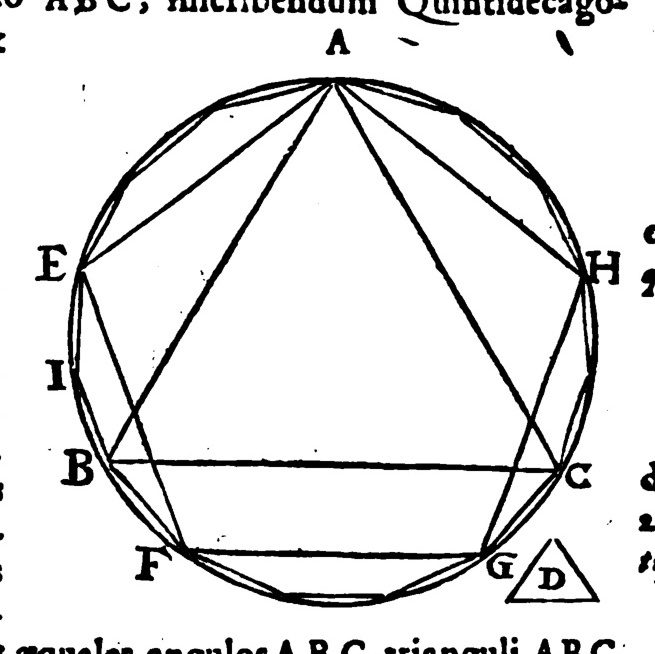 ABC, inscribendum Quintidecago-
A
E
H
I
B
C
F
G
D
æquales angulos ABC trianguli ABC